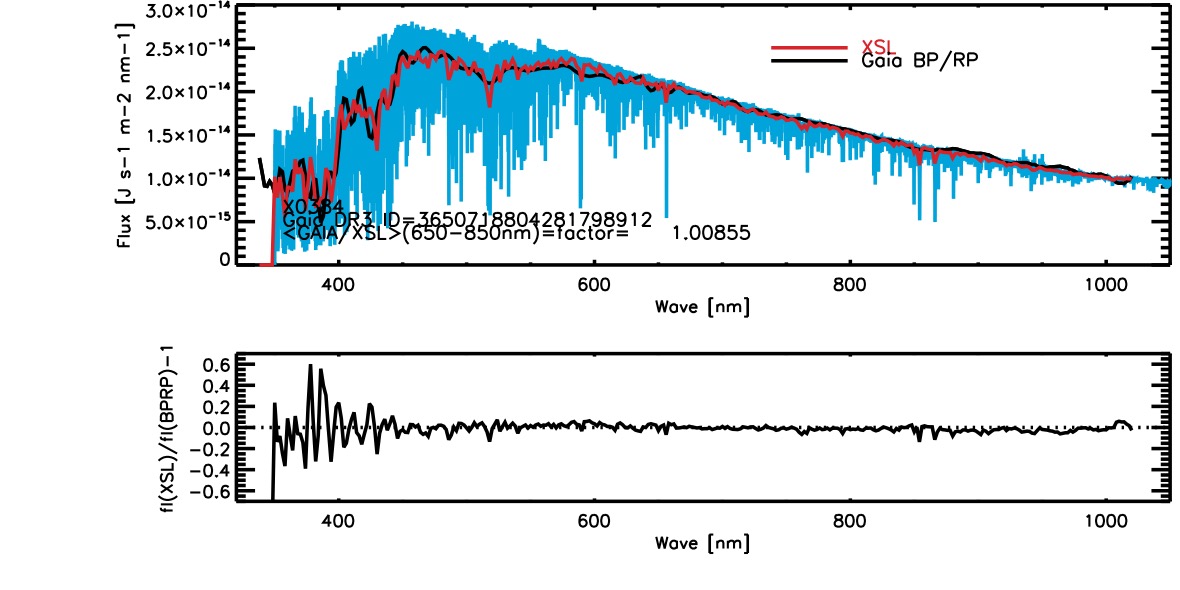 3.0×10⁻¹⁴
2.5×10⁻¹⁴
2.0×10⁻¹⁴
1.5×10⁻¹⁴
1.0×10⁻¹⁴
5.0×10⁻¹⁵
0
Flux [J s−1 m−2 nm−1]
XSL
Gaia BP/RP
X0384
Gaia DR3 ID=3650718804281798912
<GAIA/XSL>(650−850nm)=factor= 1.00855
400 600 800 1000
Wave [nm]
0.6
0.4
0.2
0.0
−0.2
−0.4
−0.6
fl(XSL)/fl(BPRP)−1
400 600 800 1000
Wave [nm]